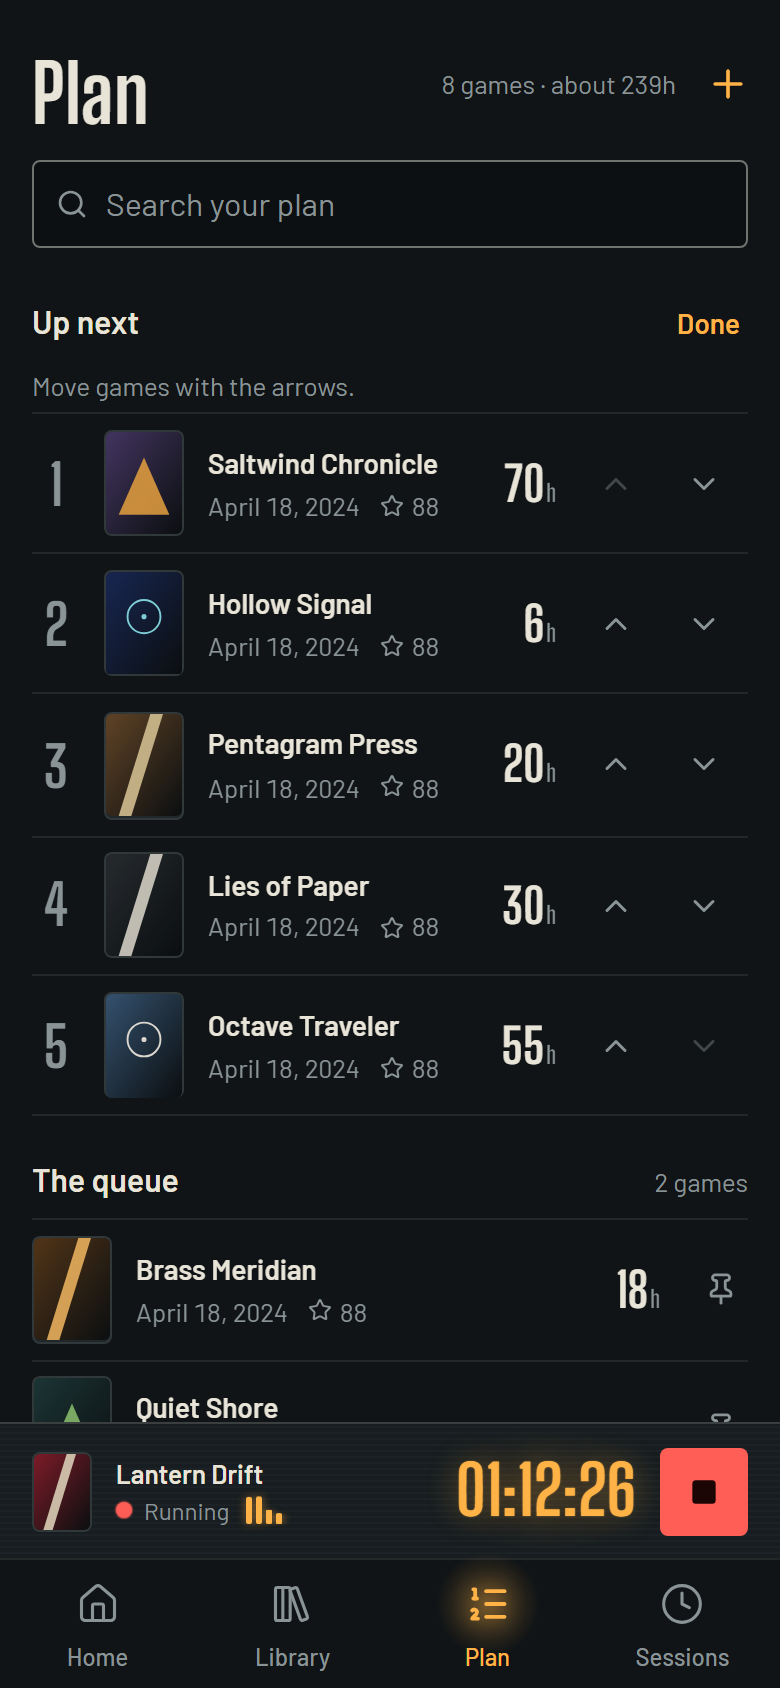 Plan
8 games · about 239h
Search your plan
Up next
Done
Move games with the arrows.
1
Saltwind Chronicle
April 18, 2024 88
70h
2
Hollow Signal
April 18, 2024 88
6h
3
Pentagram Press
April 18, 2024 88
20h
4
Lies of Paper
April 18, 2024 88
30h
5
Octave Traveler
April 18, 2024 88
55h
The queue
2 games
Brass Meridian
April 18, 2024 88
18h
Quiet Shore
Lantern Drift
Running
01:12:26
Home
Library
Plan
Sessions